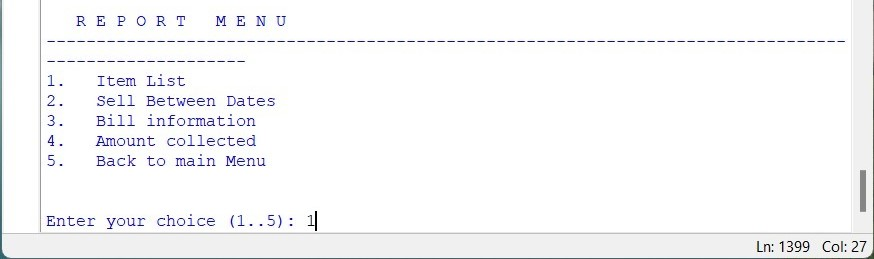 R E P O R T   M E N U
--------------------------------------------------------------------------------
--------------------
1.   Item List
2.   Sell Between Dates
3.   Bill information
4.   Amount collected
5.   Back to main Menu
Enter your choice (1..5): 1
Ln: 1399   Col: 27